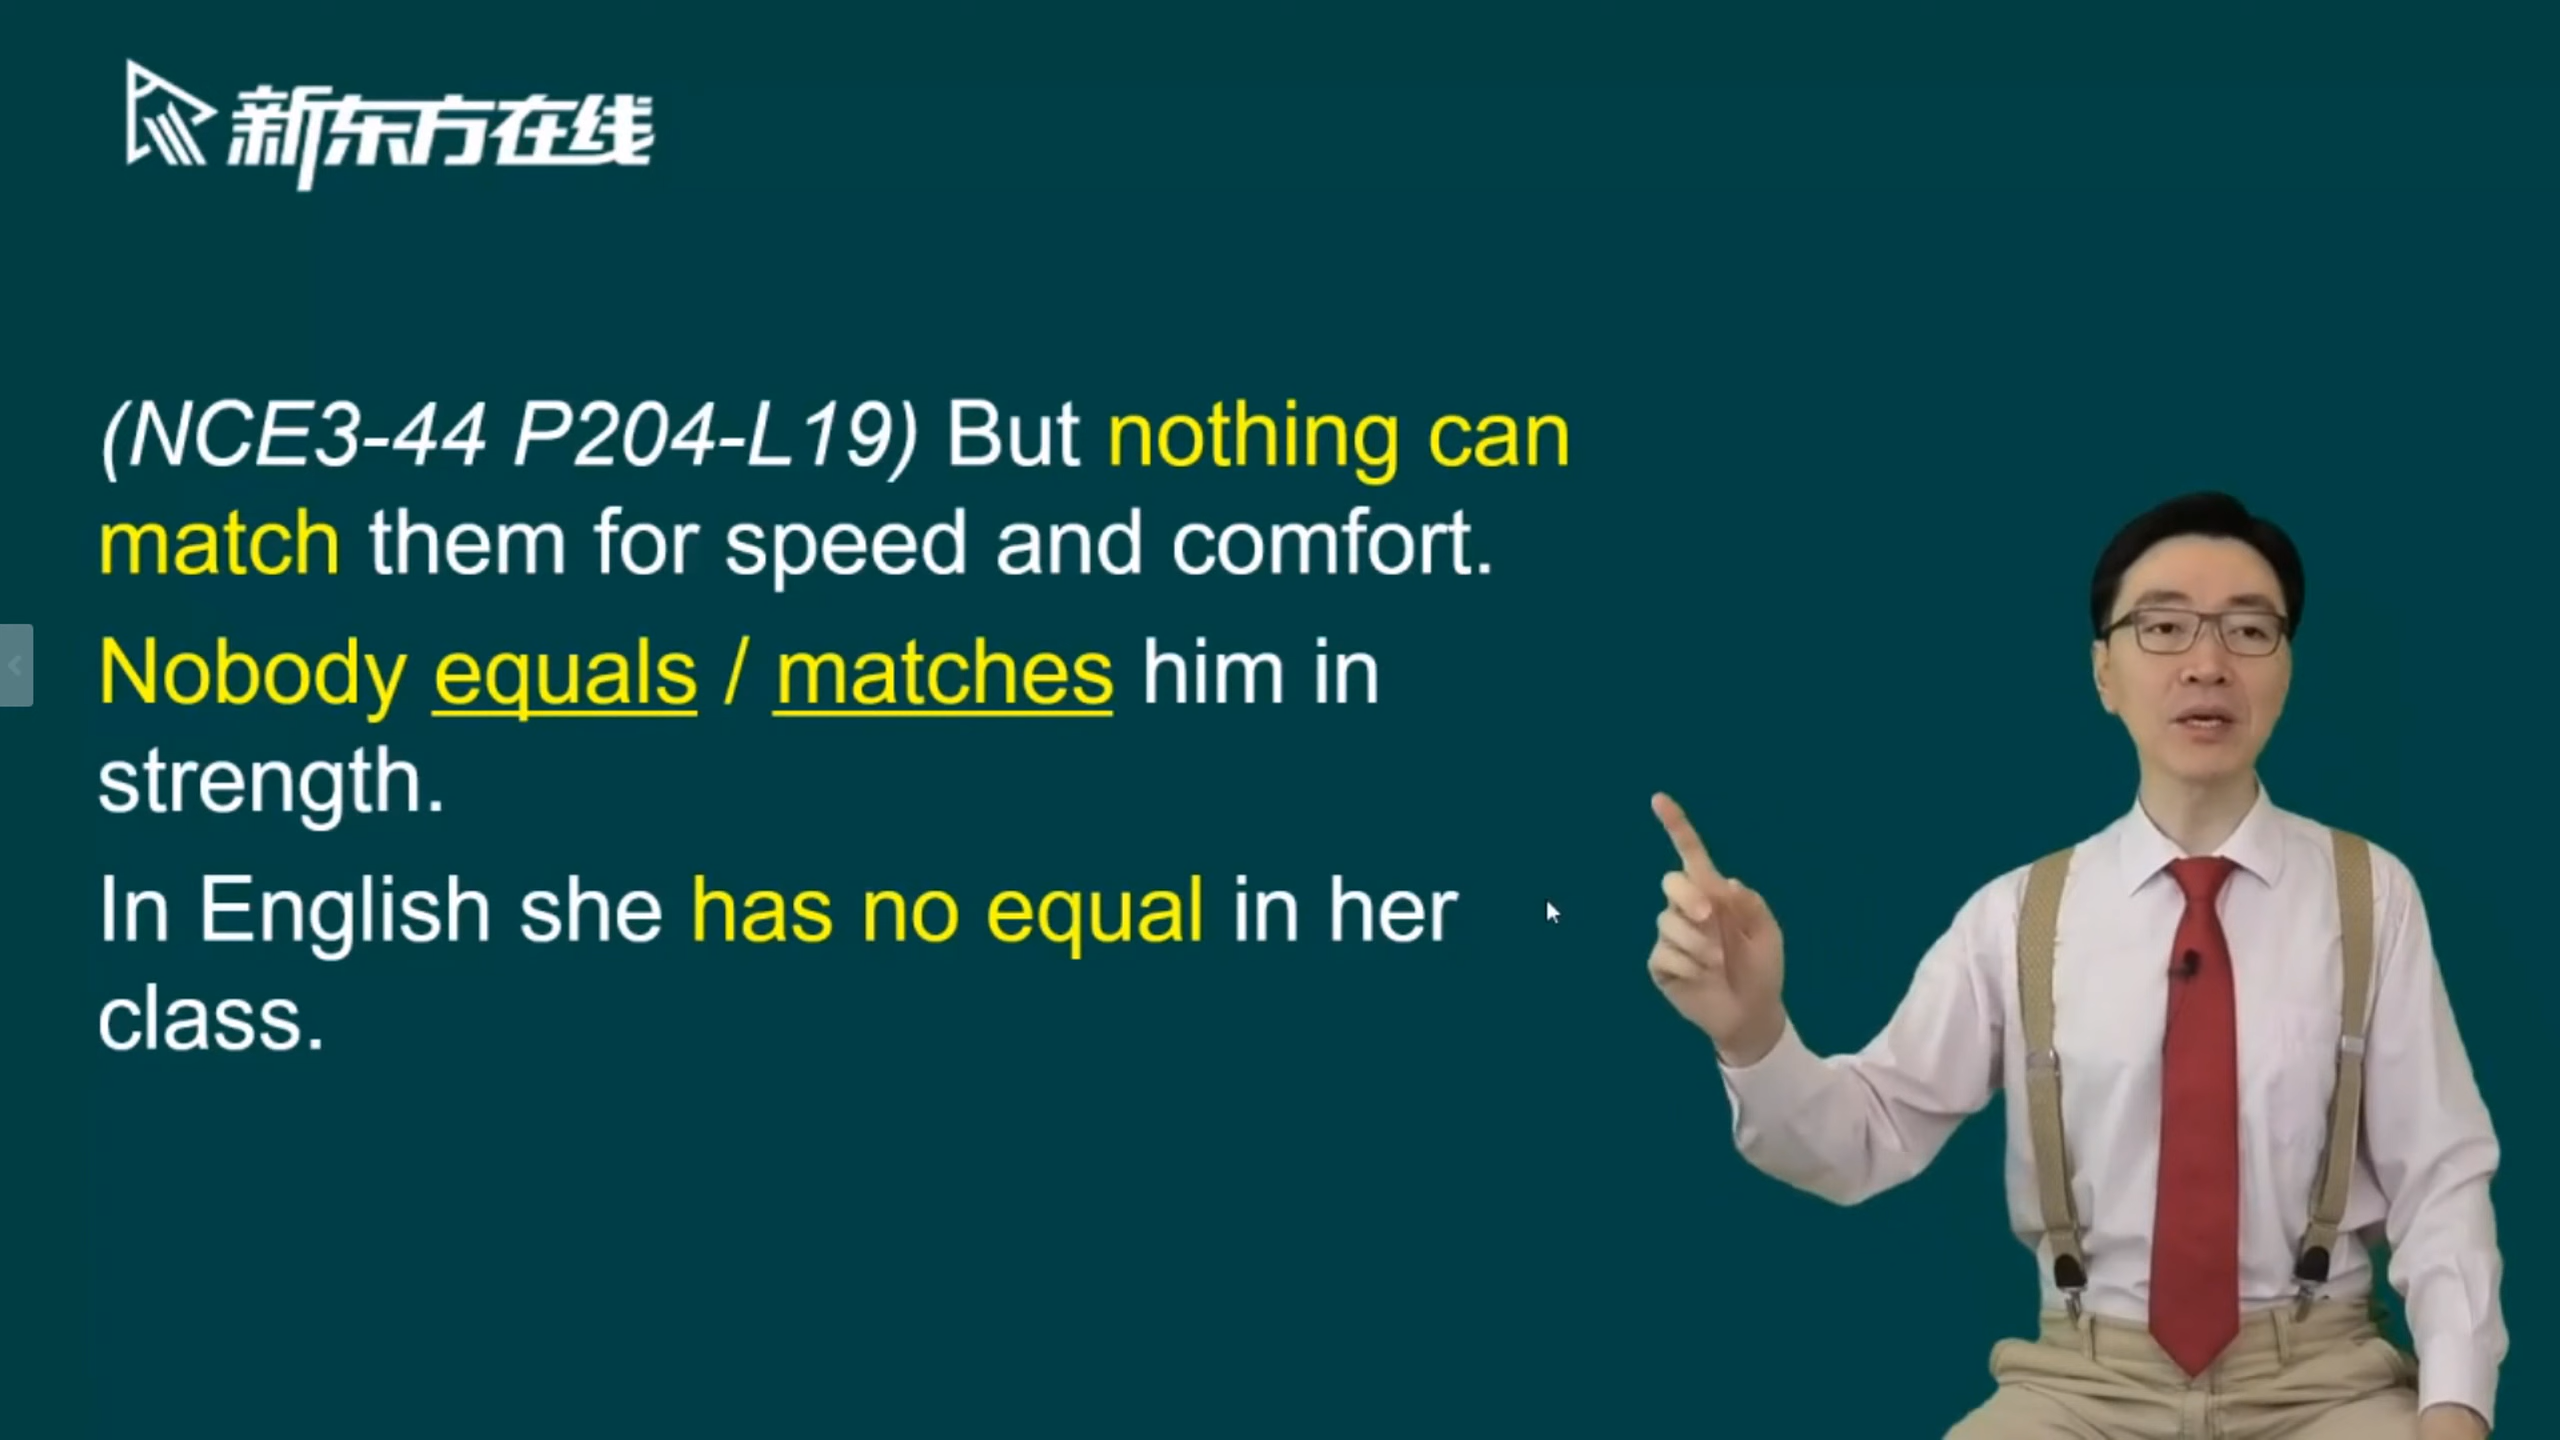 新东方在线
(NCE3-44 P204-L19) But nothing can
match them for speed and comfort.
Nobody equals / matches him in
strength.
In English she has no equal in her
class.